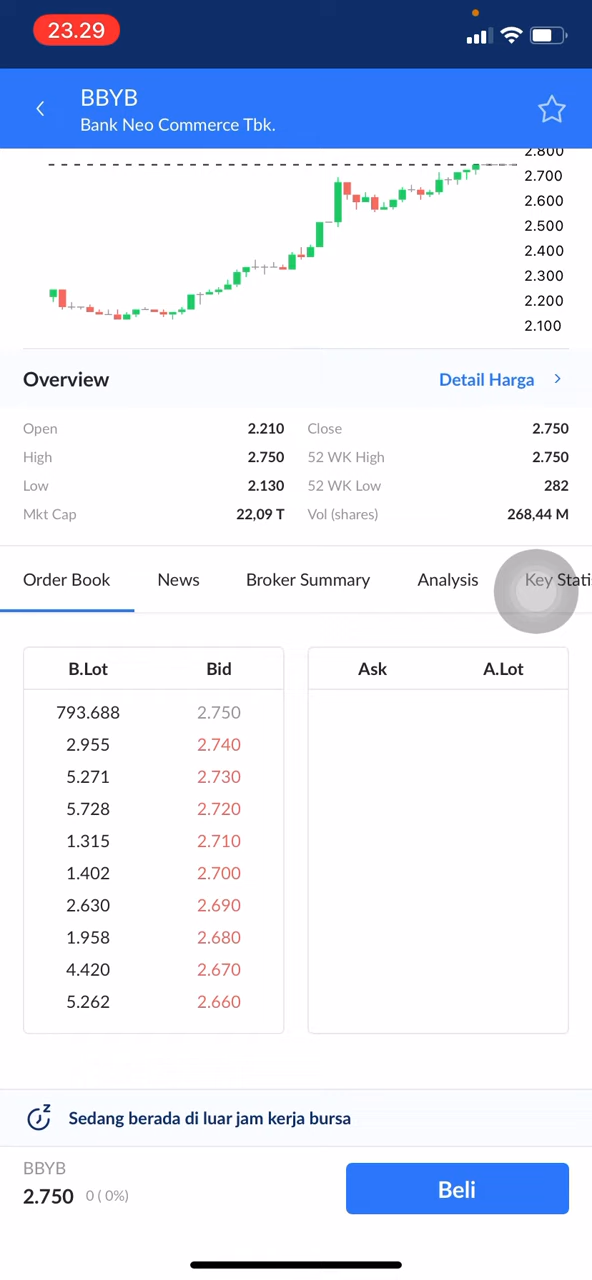 23.29
BBYB
Bank Neo Commerce Tbk.
2.800
2.700
2.600
2.500
2.400
2.300
2.200
2.100
Overview
Detail Harga
Open 2.210 Close 2.750
High 2.750 52 WK High 2.750
Low 2.130 52 WK Low 282
Mkt Cap 22,09 T Vol (shares) 268,44 M
Order Book News Broker Summary Analysis Key Stati
B.Lot Bid Ask A.Lot
793.688 2.750
2.955 2.740
5.271 2.730
5.728 2.720
1.315 2.710
1.402 2.700
2.630 2.690
1.958 2.680
4.420 2.670
5.262 2.660
Sedang berada di luar jam kerja bursa
BBYB
2.750 0 ( 0%)
Beli